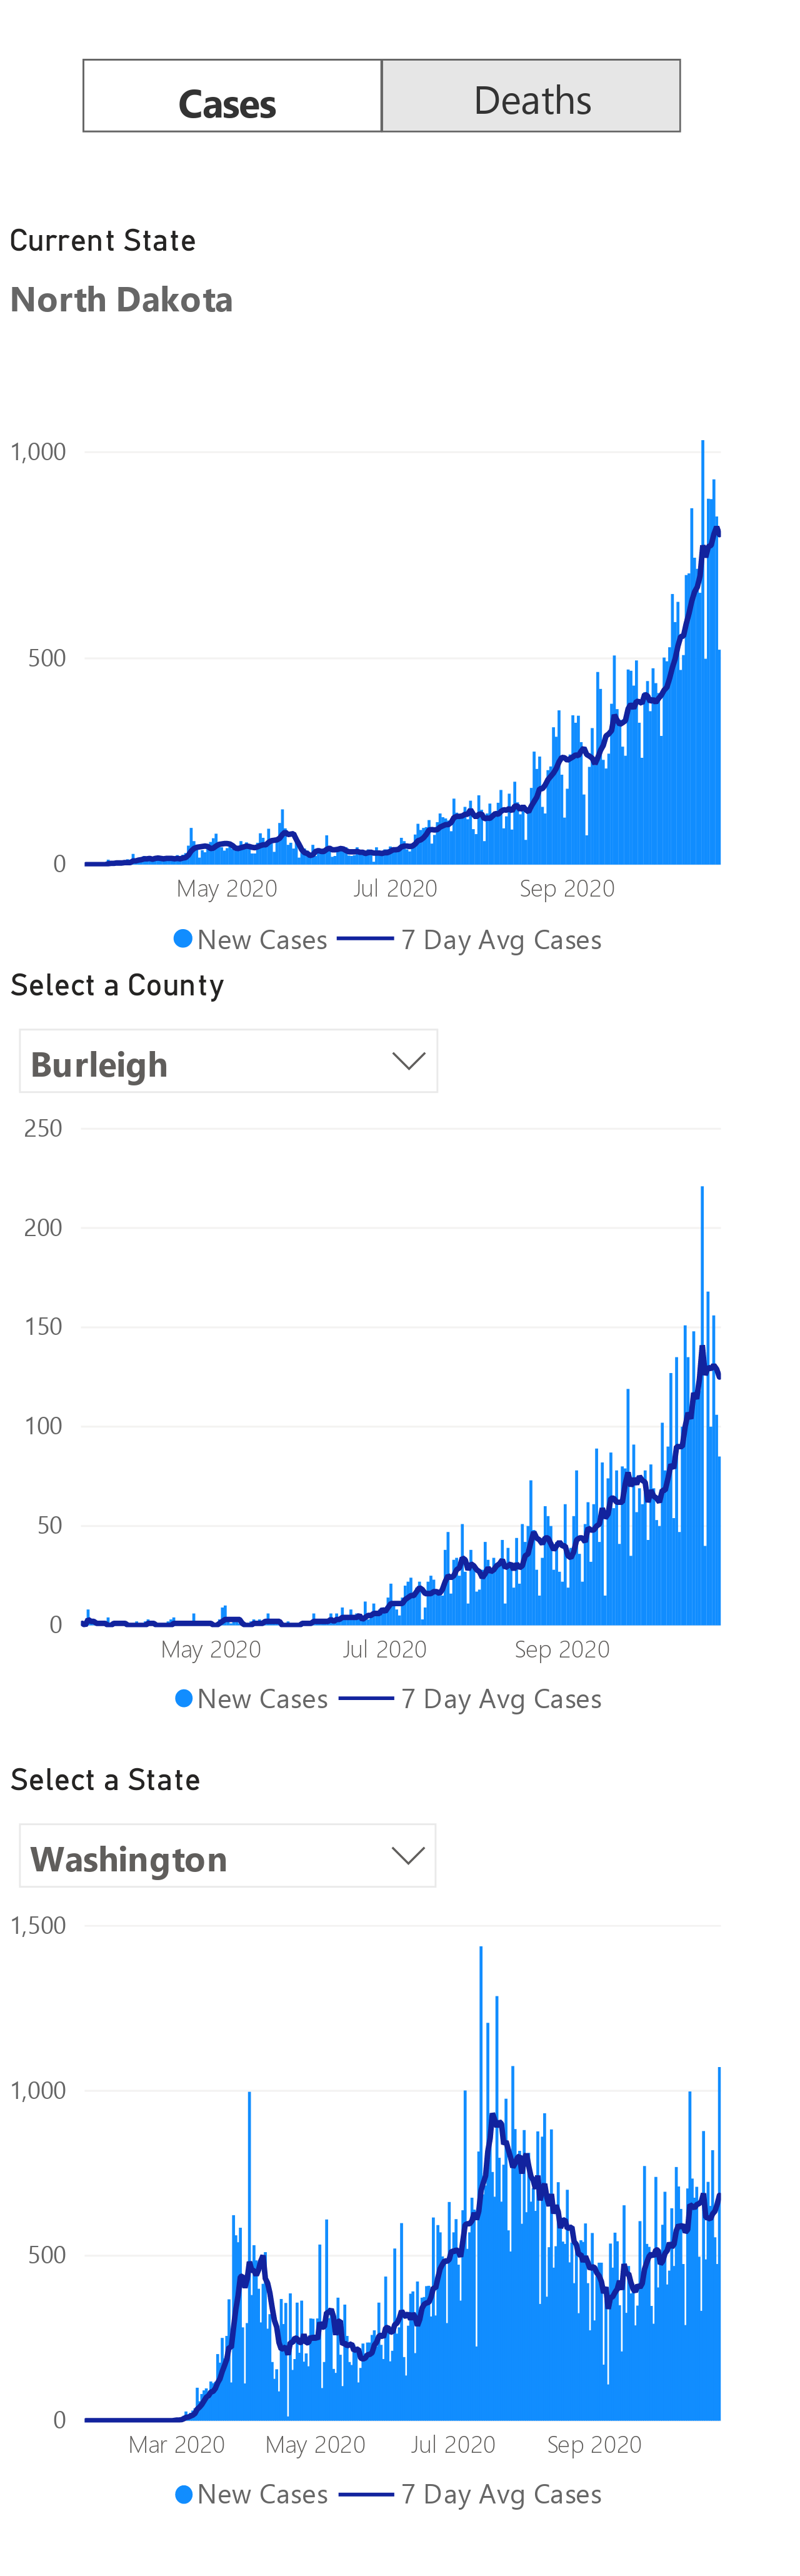 Cases Deaths
Current State
North Dakota
1,000
500
0
May 2020 Jul 2020 Sep 2020
New Cases 7 Day Avg Cases
Select a County
Burleigh
250
200
150
100
50
0
May 2020 Jul 2020 Sep 2020
New Cases 7 Day Avg Cases
Select a State
Washington
1,500
1,000
500
0
Mar 2020 May 2020 Jul 2020 Sep 2020
New Cases 7 Day Avg Cases